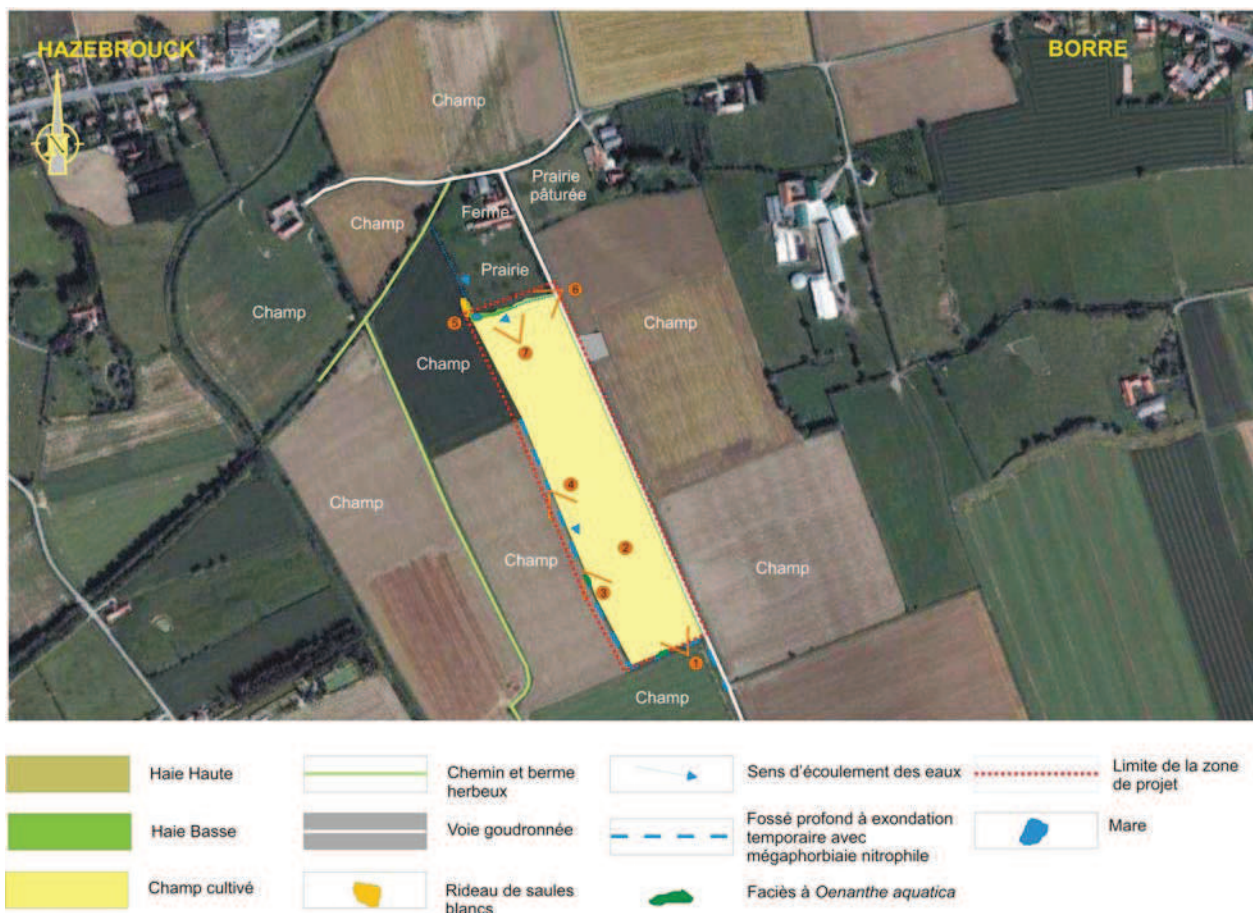 HAZEBROUCK
BORRE
N
Champ
Prairie
pâturée
Ferme
Champ
Prairie
6
Champ
5
Champ
7
Champ
4
Champ
2
Champ
Champ
3
1
Champ
Haie Haute
Chemin et berme
herbeux
Sens d'écoulement des eaux
Limite de la zone
de projet
Haie Basse
Voie goudronnée
Fossé profond à exondation
temporaire avec
mégaphorbiaie nitrophile
Mare
Champ cultivé
Rideau de saules
blancs
Faciès à Oenanthe aquatica